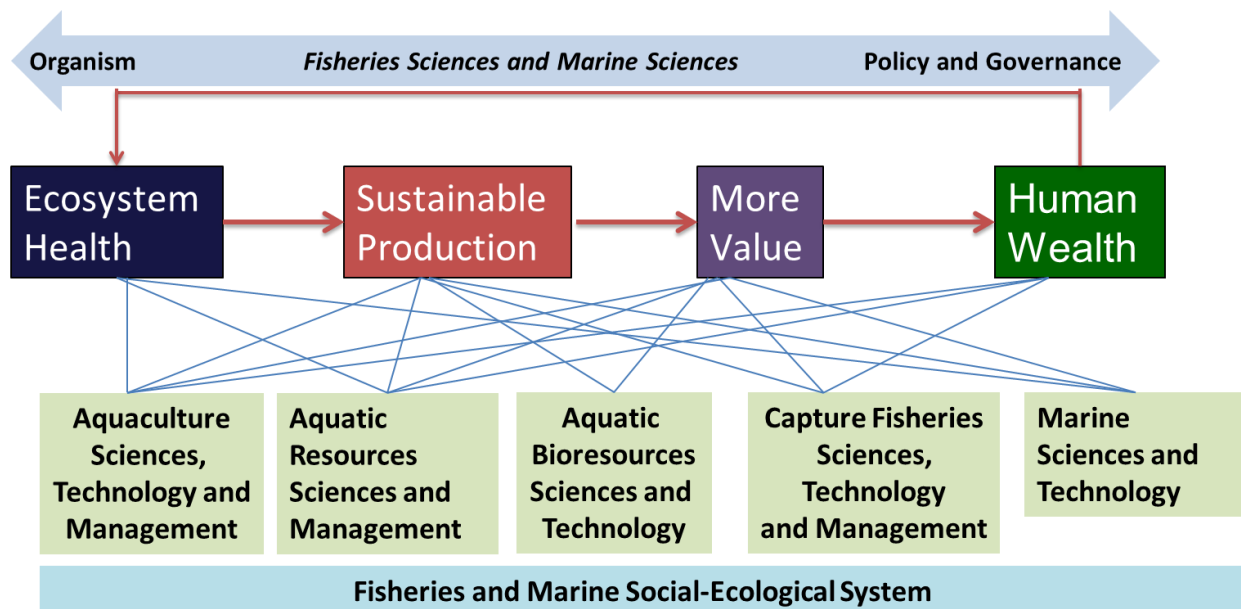 Organism
Fisheries Sciences and Marine Sciences
Policy and Governance
Ecosystem
Health
Sustainable
Production
More
Value
Human
Wealth
Aquaculture
Sciences,
Technology and
Management
Aquatic
Resources
Sciences and
Management
Aquatic
Bioresources
Sciences and
Technology
Capture Fisheries
Sciences,
Technology
and Management
Marine
Sciences and
Technology
Fisheries and Marine Social-Ecological System